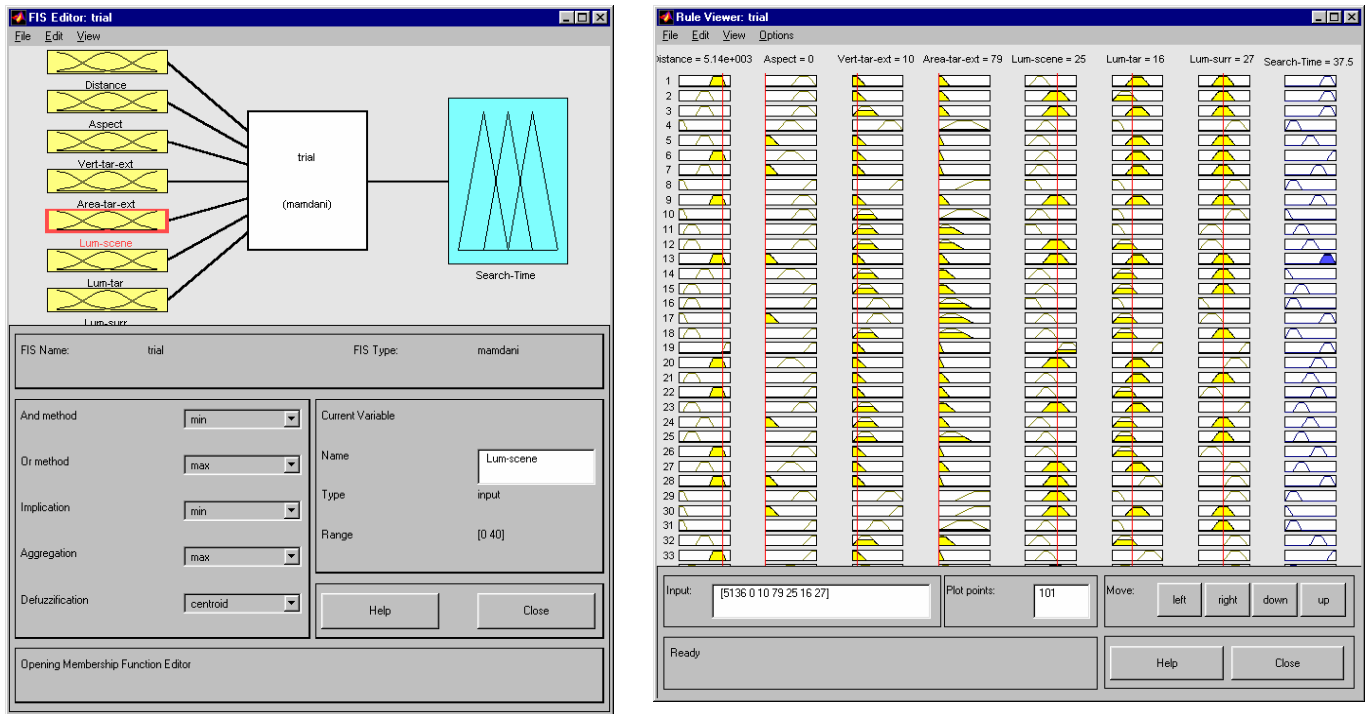 FIS Editor: trial
File Edit View
Distance
Aspect
Vert-tar-ext
Area-tar-ext
Lum-scene
Lum-tar
Lum-surr
trial
(mamdani)
Search-Time
FIS Name: trial FIS Type: mamdani
And method min
Or method max
Implication min
Aggregation max
Defuzzification centroid
Current Variable
Name Lum-scene
Type input
Range [0 40]
Help Close
Opening Membership Function Editor
Rule Viewer: trial
File Edit View Options
istance = 5.14e+003 Aspect = 0 Vert-tar-ext = 10 Area-tar-ext = 79 Lum-scene = 25 Lum-tar = 16 Lum-surr = 27 Search-Time = 37.5
1
2
3
4
5
6
7
8
9
10
11
12
13
14
15
16
17
18
19
20
21
22
23
24
25
26
27
28
29
30
31
32
33
Input: [5136 0 10 79 25 16 27] Plot points: 101 Move: left right down up
Ready
Help Close